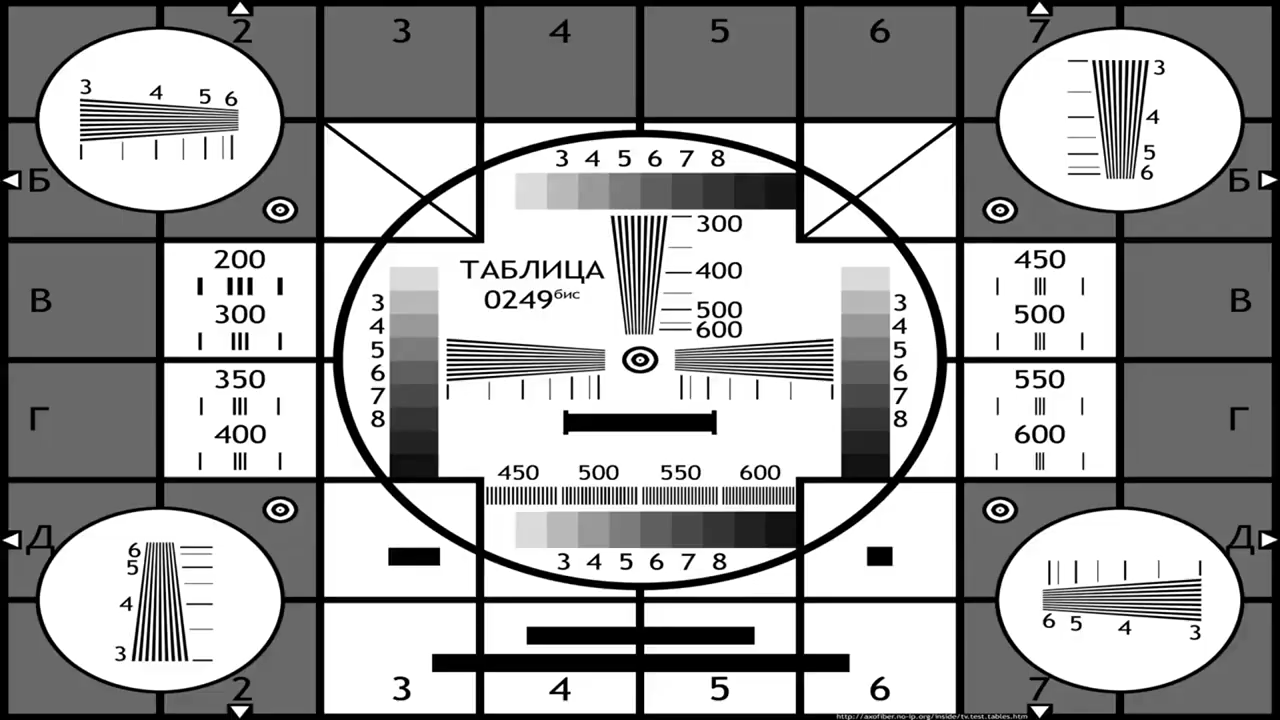 2 3 4 5 6 7
3 4 5 6
3
4
5
6
3 4 5 6 7 8
Б
Б
300
400
500
600
ТАБЛИЦА
0249бис
В
200
300
3
4
5
6
7
8
3
4
5
6
7
8
450
500
В
Г
350
400
550
600
Г
450 500 550 600
Д
Д
3 4 5 6 7 8
6
5
4
3
6 5 4 3
2 3 4 5 6 7
http://axofiber.no-ip.org/inside/tv.test.tables.htm